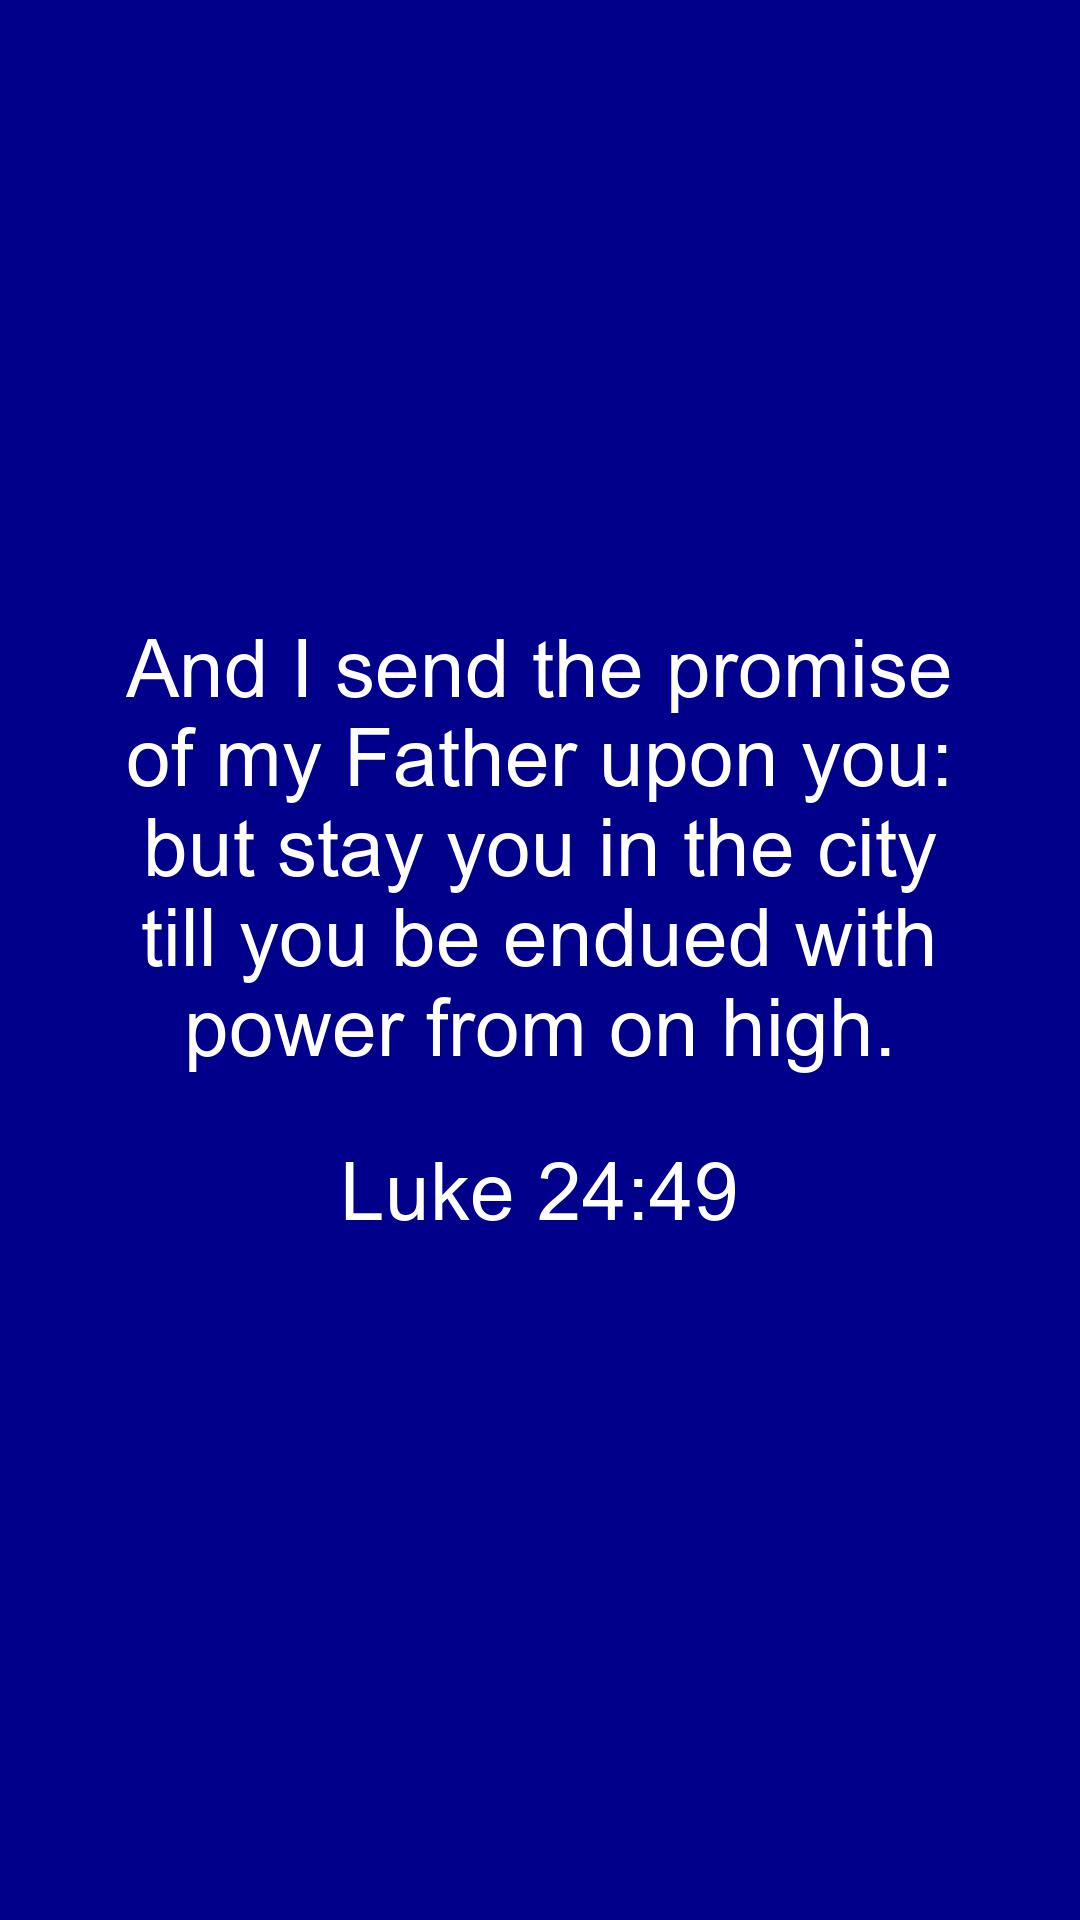 And I send the promise
of my Father upon you:
but stay you in the city
till you be endued with
power from on high.
Luke 24:49